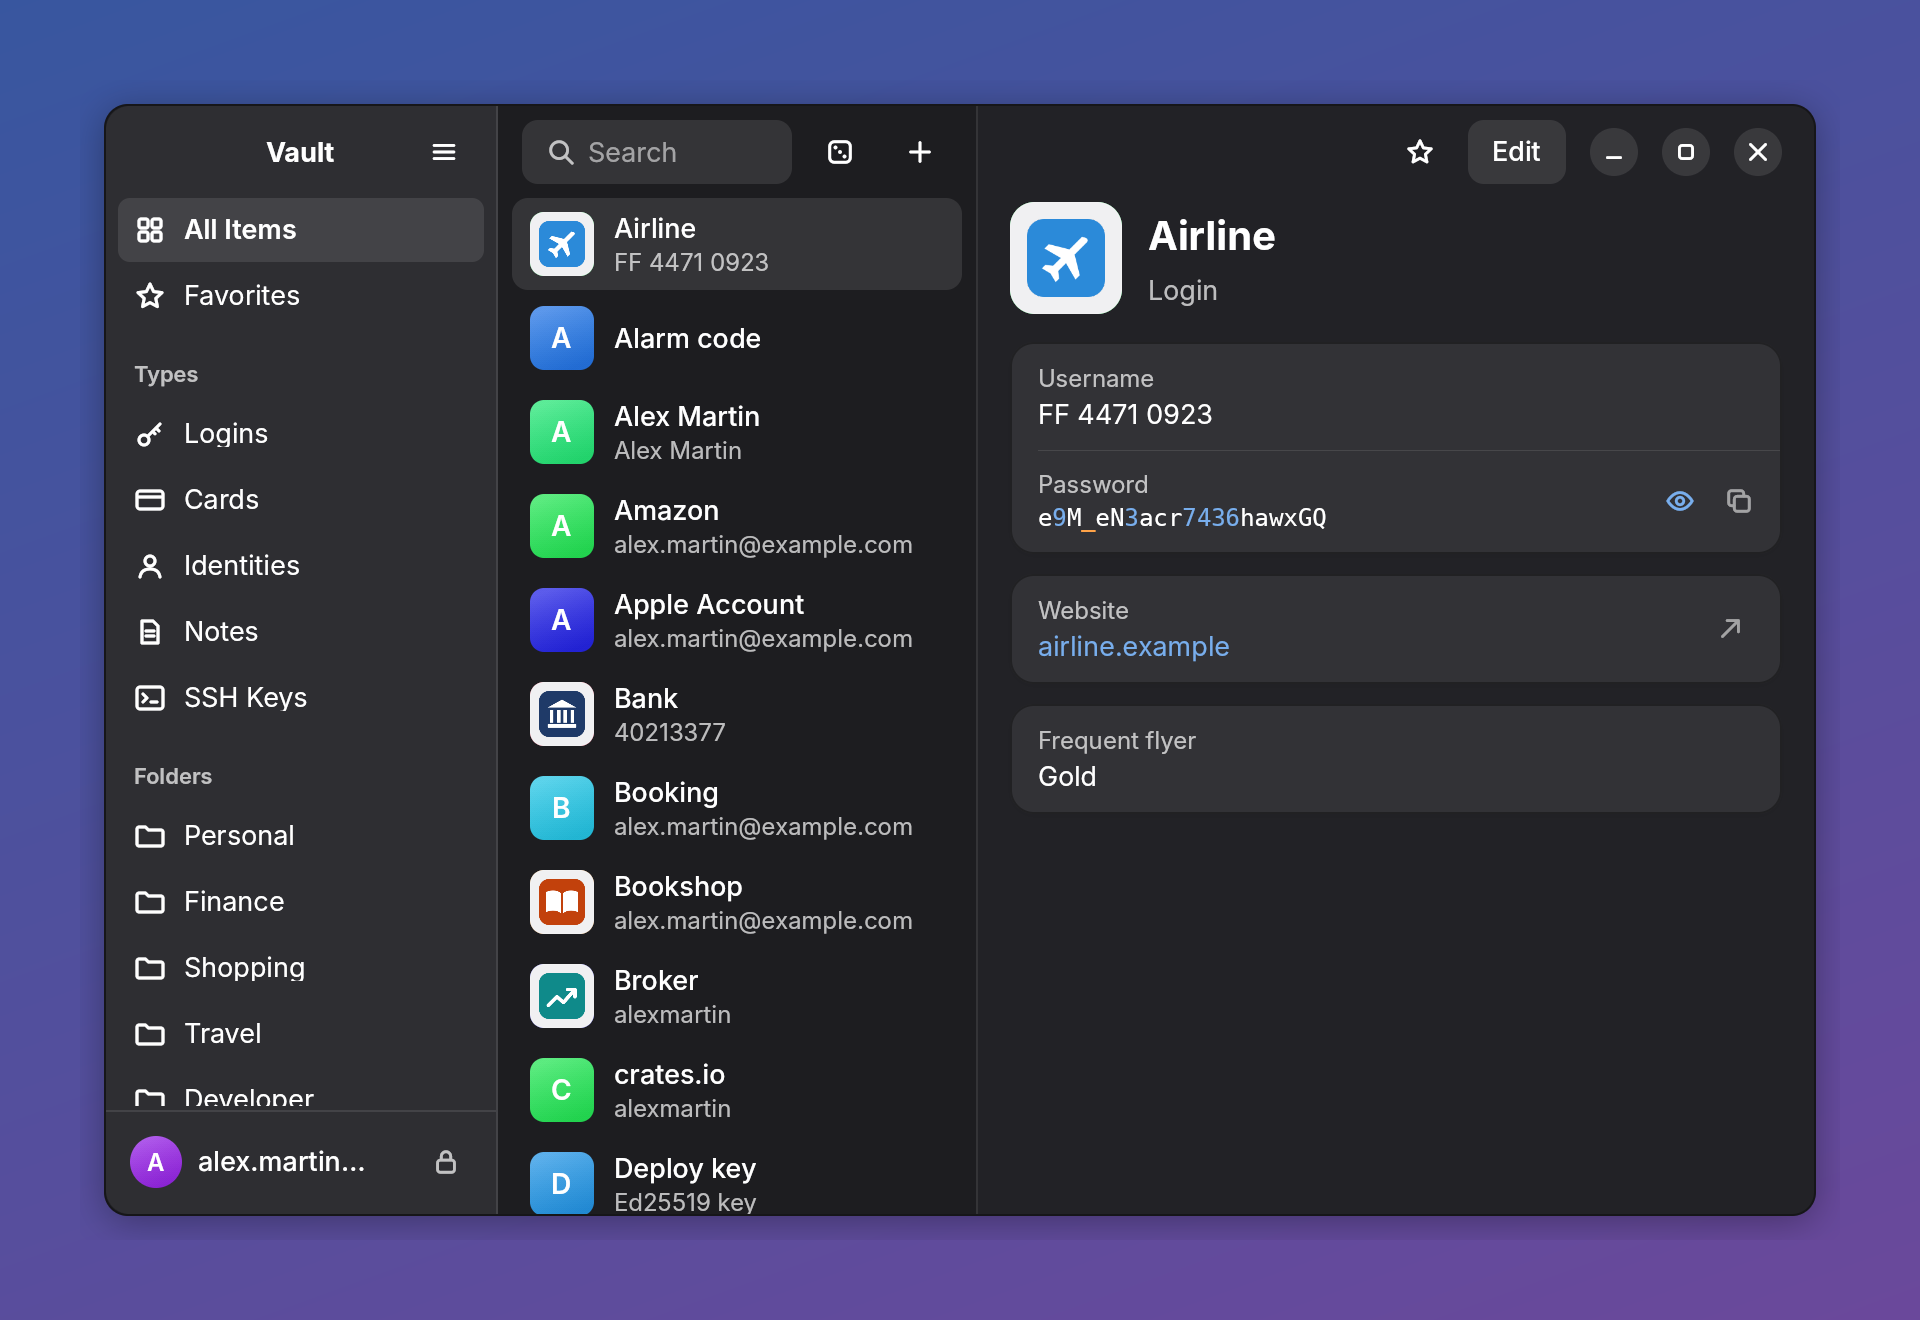 Vault
All Items
Favorites
Types
Logins
Cards
Identities
Notes
SSH Keys
Folders
Personal
Finance
Shopping
Travel
Developer
A
alex.martin...
Search
Airline
FF 4471 0923
A
Alarm code
A
Alex Martin
Alex Martin
A
Amazon
alex.martin@example.com
A
Apple Account
alex.martin@example.com
Bank
40213377
B
Booking
alex.martin@example.com
Bookshop
alex.martin@example.com
Broker
alexmartin
C
crates.io
alexmartin
D
Deploy key
Ed25519 key
Edit
Airline
Login
Username
FF 4471 0923
Password
e9M_eN3acr7436hawxGQ
Website
airline.example
Frequent flyer
Gold